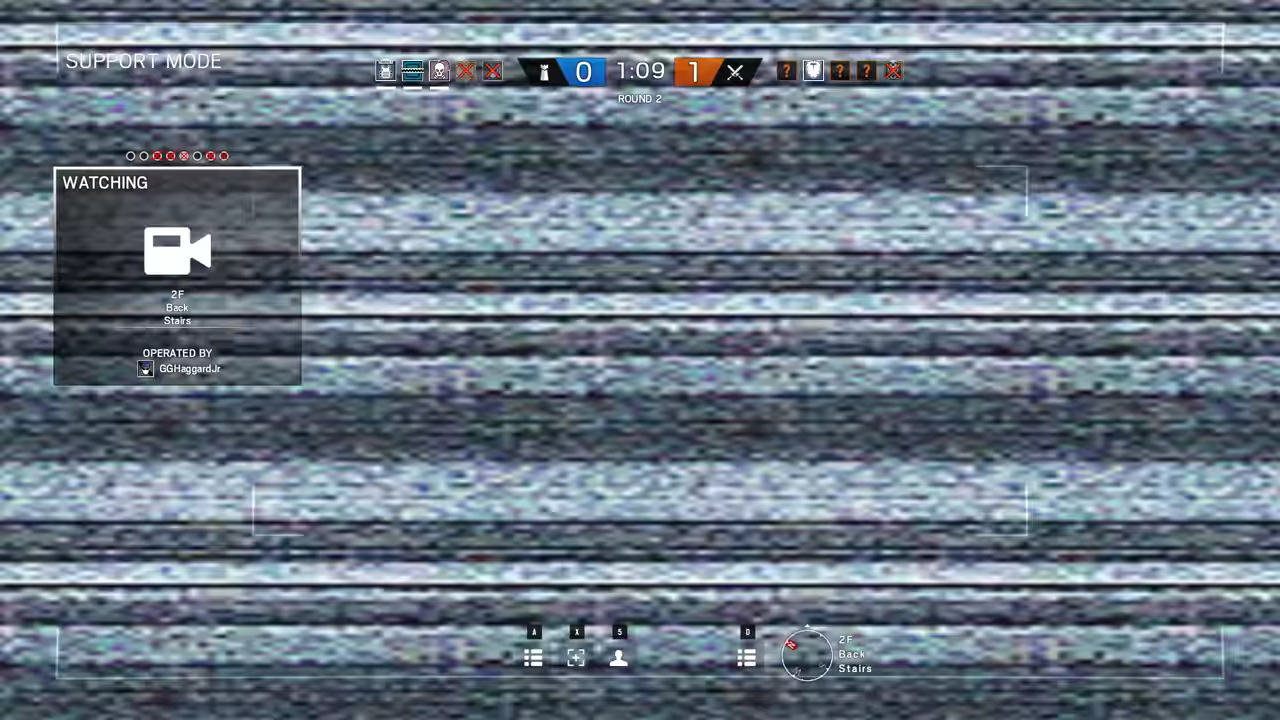 SUPPORT MODE
0 1:09 1
? ? ? ?
ROUND 2
WATCHING
2F
Back
Stairs
OPERATED BY
GGHaggardJr
A X S D
2F
Back
Stairs